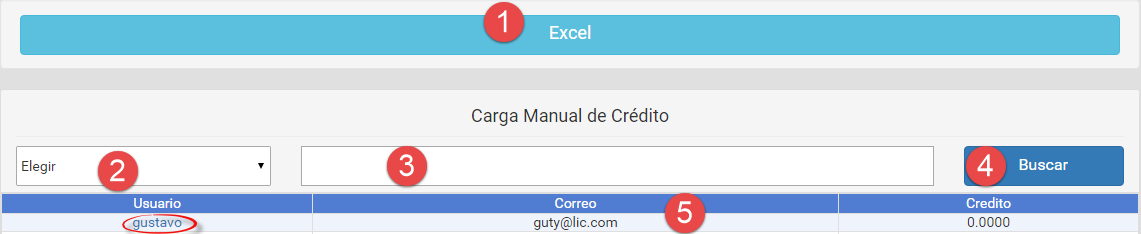 1 Excel
Carga Manual de Crédito
Elegir 2 3 4 Buscar
Usuario Correo 5 Credito
gustavo guty@lic.com 0.0000